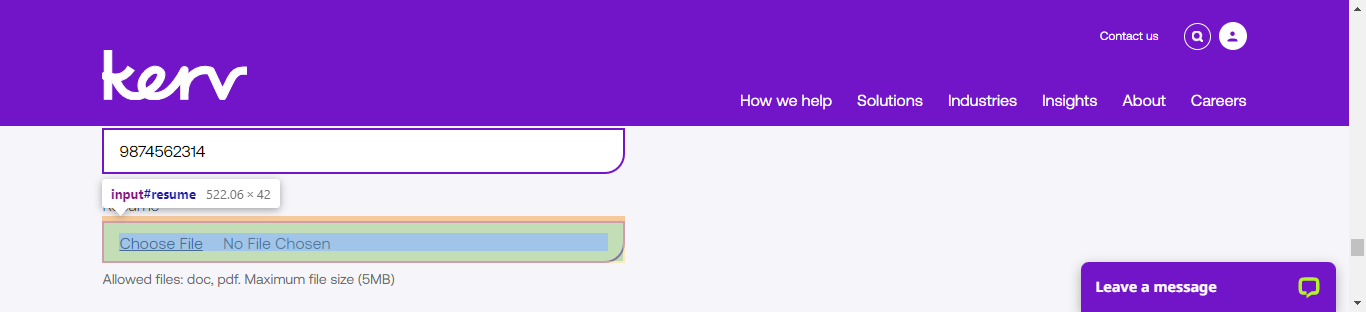 Contact us
kerv
How we help Solutions Industries Insights About Careers
9874562314
input#resume 522.06 × 42
Choose File No File Chosen
Allowed files: doc, pdf. Maximum file size (5MB)
Leave a message